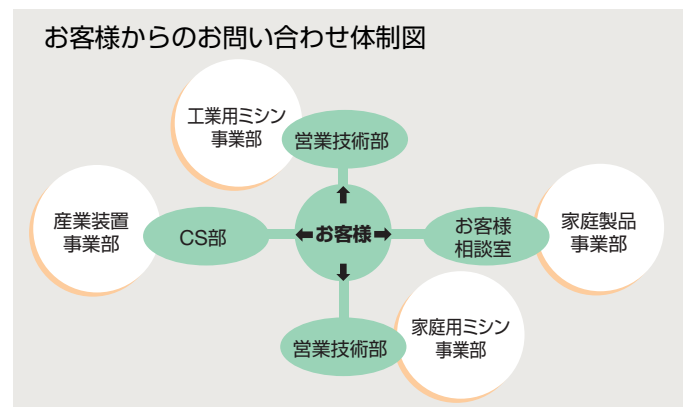 お客様からのお問い合わせ体制図
工業用ミシン
事業部
営業技術部
産業装置
事業部
CS部
⬅お客様➡
⬆
⬇
お客様
相談室
家庭製品
事業部
営業技術部
家庭用ミシン
事業部